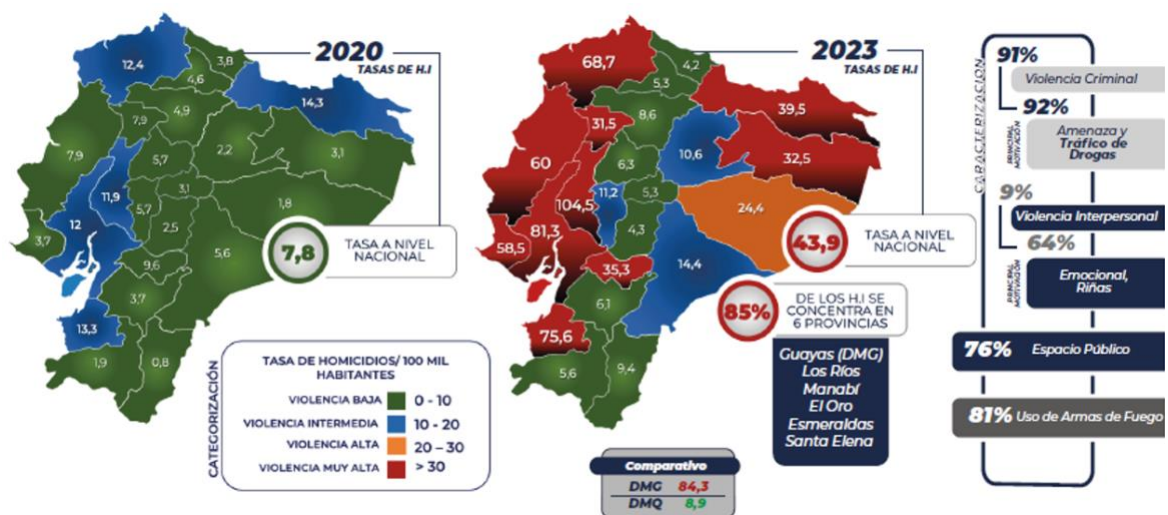 2020
TASAS DE H.I
12,4
3,8
4,6
14,3
4,9
7,9
7,9
2,2
3,1
5,7
11,9
3,1
1,8
12
5,7
2,5
3,7
5,6
9,6
3,7
13,3
1,9
0,8
7,8
TASA A NIVEL
NACIONAL
CATEGORIZACIÓN
TASA DE HOMICIDIOS/ 100 MIL
HABITANTES
VIOLENCIA BAJA 0 - 10
VIOLENCIA INTERMEDIA 10 - 20
VIOLENCIA ALTA 20 – 30
VIOLENCIA MUY ALTA > 30
2023
TASAS DE H.I
68,7
4,2
5,3
39,5
31,5
8,6
10,6
32,5
60
6,3
11,2
5,3
104,5
24,4
81,3
4,3
58,5
14,4
35,3
6,1
75,6
5,6
9,4
43,9
TASA A NIVEL
NACIONAL
85%
DE LOS H.I SE
CONCENTRA EN
6 PROVINCIAS
Guayas (DMG)
Los Ríos
Manabí
El Oro
Esmeraldas
Santa Elena
Comparativo
DMG 84,3
DMQ 8,9
CARACTERIZACIÓN
91%
Violencia Criminal
92%
PRINCIPAL
MOTIVACIÓN
Amenaza y
Tráfico de
Drogas
9%
Violencia Interpersonal
64%
PRINCIPAL
MOTIVACIÓN
Emocional,
Riñas
76% Espacio Público
81% Uso de Armas de Fuego